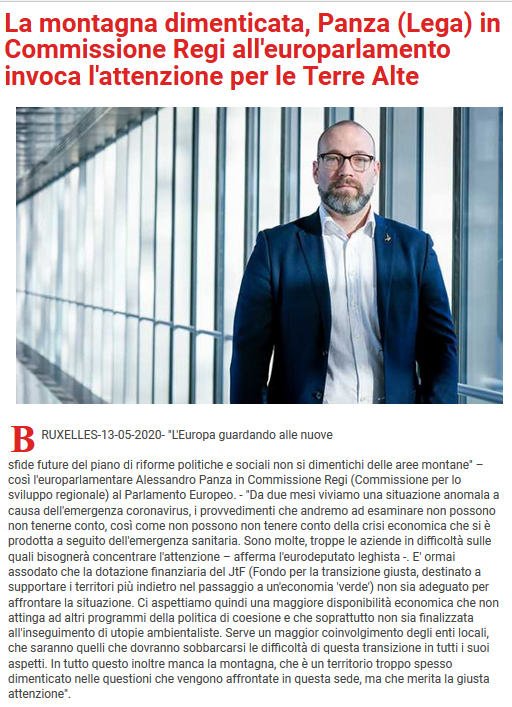 La montagna dimenticata, Panza (Lega) in
Commissione Regi all'europarlamento
invoca l'attenzione per le Terre Alte
BRUXELLES-13-05-2020- "L'Europa guardando alle nuove
sfide future del piano di riforme politiche e sociali non si dimentichi delle aree montane" –
così l'europarlamentare Alessandro Panza in Commissione Regi (Commissione per lo
sviluppo regionale) al Parlamento Europeo. - "Da due mesi viviamo una situazione anomala a
causa dell'emergenza coronavirus, i provvedimenti che andremo ad esaminare non possono
non tenerne conto, così come non possono non tenere conto della crisi economica che si è
prodotta a seguito dell'emergenza sanitaria. Sono molte, troppe le aziende in difficoltà sulle
quali bisognerà concentrare l'attenzione – afferma l'eurodeputato leghista -. E' ormai
assodato che la dotazione finanziaria del JtF (Fondo per la transizione giusta, destinato a
supportare i territori più indietro nel passaggio a un'economia 'verde') non sia adeguato per
affrontare la situazione. Ci aspettiamo quindi una maggiore disponibilità economica che non
attinga ad altri programmi della politica di coesione e che soprattutto non sia finalizzata
all'inseguimento di utopie ambientaliste. Serve un maggior coinvolgimento degli enti locali,
che saranno quelli che dovranno sobbarcarsi le difficoltà di questa transizione in tutti i suoi
aspetti. In tutto questo inoltre manca la montagna, che è un territorio troppo spesso
dimenticato nelle questioni che vengono affrontate in questa sede, ma che merita la giusta
attenzione".